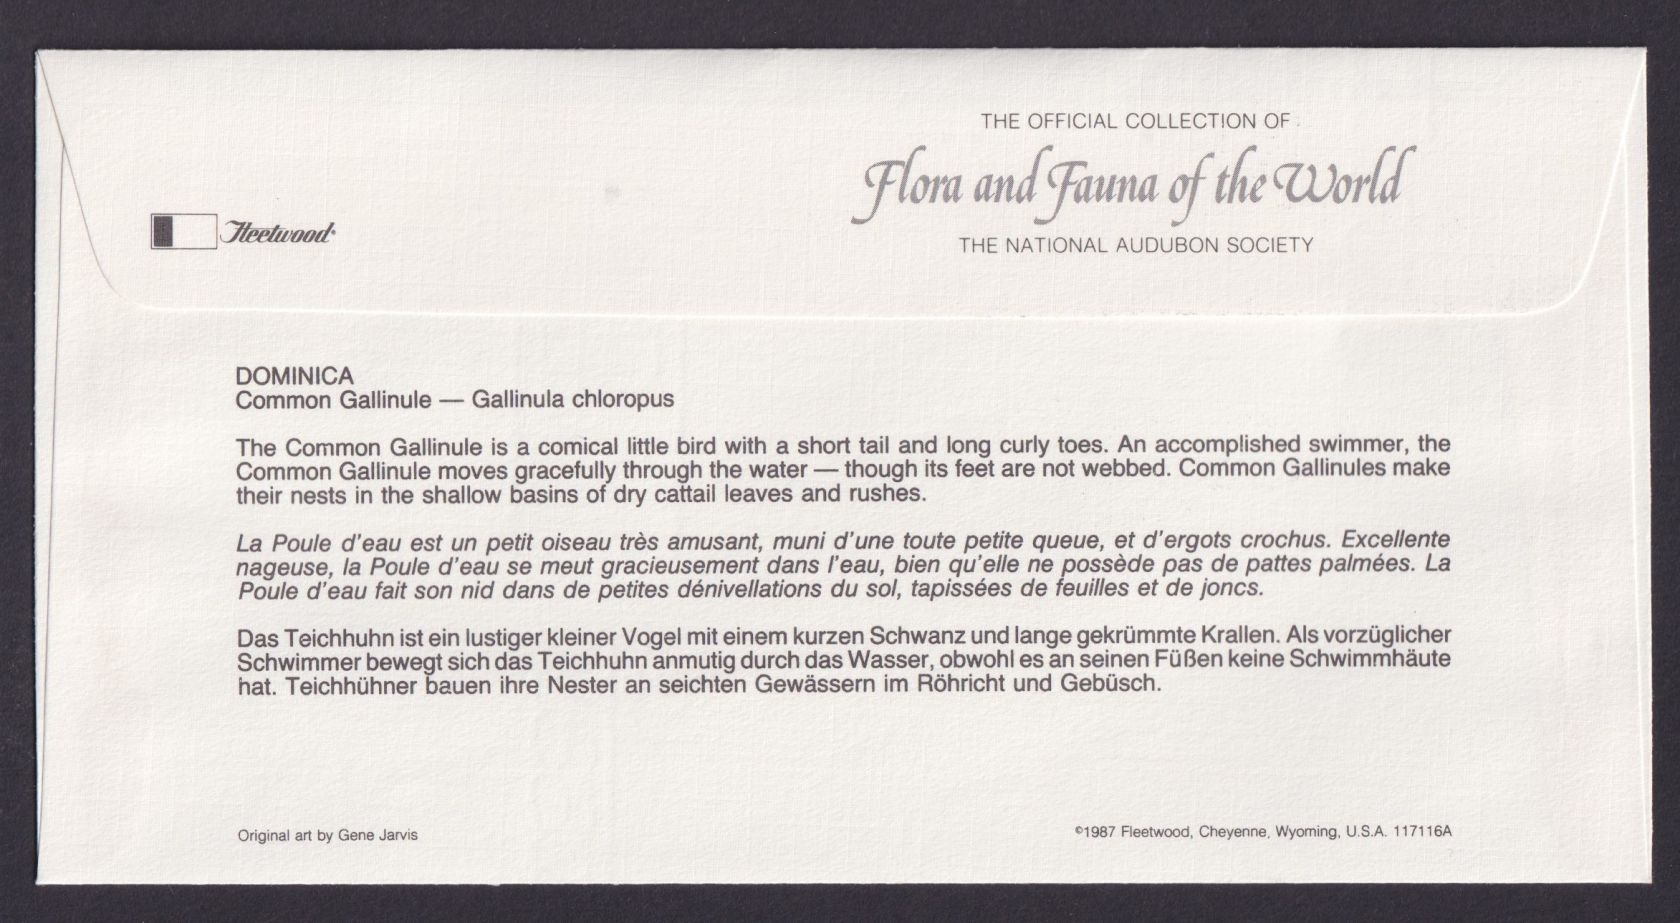 THE OFFICIAL COLLECTION OF
Flora and Fauna of the World
THE NATIONAL AUDUBON SOCIETY
Fleetwood®
DOMINICA
Common Gallinule — Gallinula chloropus
The Common Gallinule is a comical little bird with a short tail and long curly toes. An accomplished swimmer, the
Common Gallinule moves gracefully through the water — though its feet are not webbed. Common Gallinules make
their nests in the shallow basins of dry cattail leaves and rushes.
La Poule d'eau est un petit oiseau très amusant, muni d'une toute petite queue, et d'ergots crochus. Excellente
nageuse, la Poule d'eau se meut gracieusement dans l'eau, bien qu'elle ne possède pas de pattes palmées. La
Poule d'eau fait son nid dans de petites dénivellations du sol, tapissées de feuilles et de joncs.
Das Teichhuhn ist ein lustiger kleiner Vogel mit einem kurzen Schwanz und lange gekrümmte Krallen. Als vorzüglicher
Schwimmer bewegt sich das Teichhuhn anmutig durch das Wasser, obwohl es an seinen Füßen keine Schwimmhäute
hat. Teichhühner bauen ihre Nester an seichten Gewässern im Röhricht und Gebüsch.
Original art by Gene Jarvis
©1987 Fleetwood, Cheyenne, Wyoming, U.S.A. 117116A